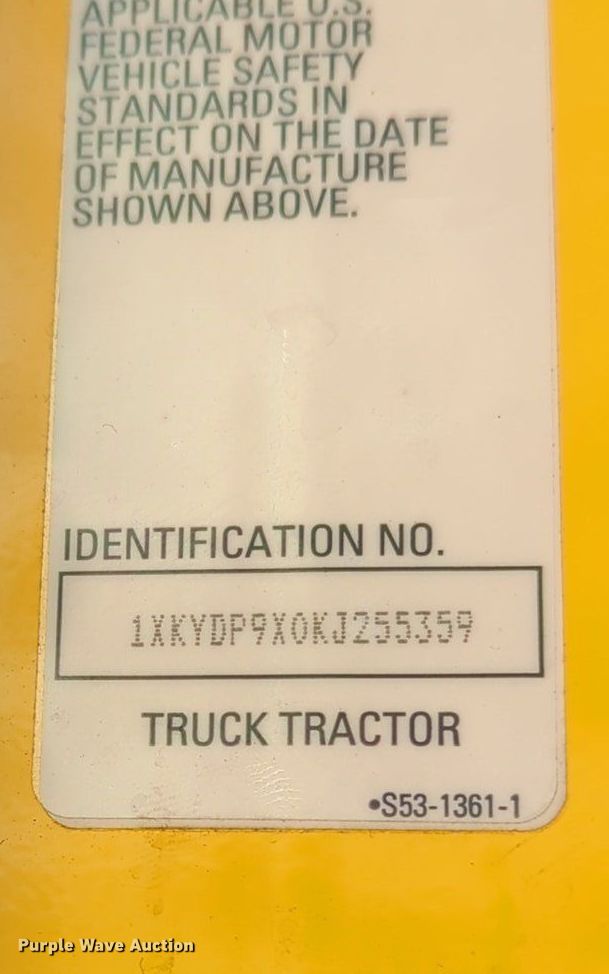 APPLICABLE U.S.
FEDERAL MOTOR
VEHICLE SAFETY
STANDARDS IN
EFFECT ON THE DATE
OF MANUFACTURE
SHOWN ABOVE.
IDENTIFICATION NO.
1XKYDP9X0KJ255359
TRUCK TRACTOR
•S53-1361-1
Purple Wave Auction